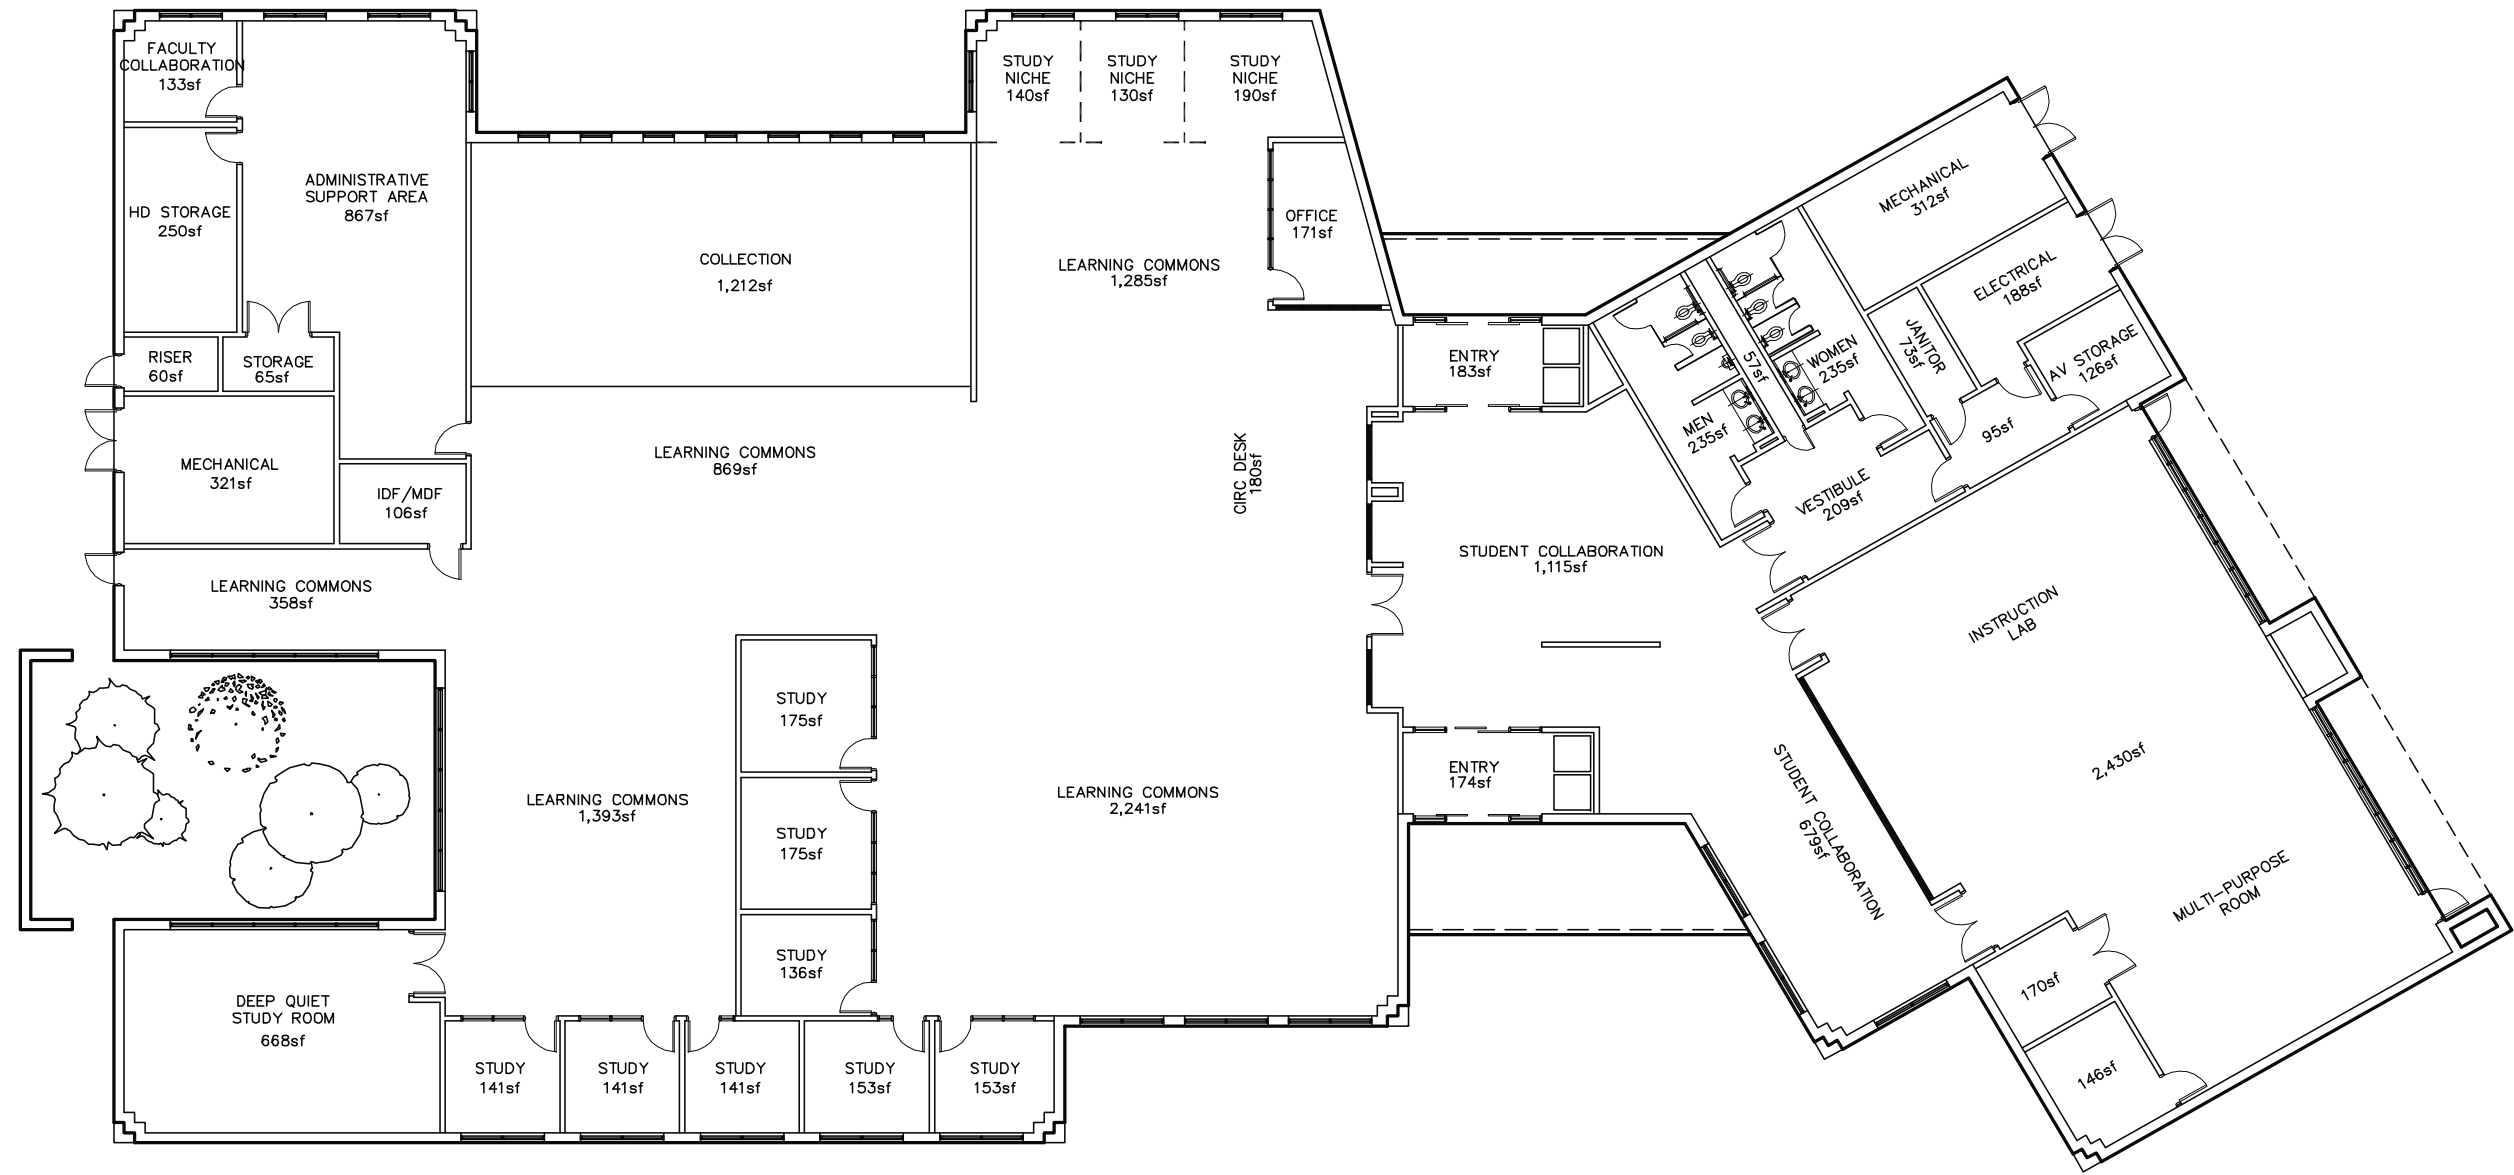 FACULTY
COLLABORATION
133sf
HD STORAGE
250sf
ADMINISTRATIVE
SUPPORT AREA
867sf
RISER
60sf
STORAGE
65sf
MECHANICAL
321sf
IDF/MDF
106sf
LEARNING COMMONS
358sf
COLLECTION
1,212sf
LEARNING COMMONS
869sf
STUDY
NICHE
140sf
STUDY
NICHE
130sf
STUDY
NICHE
190sf
OFFICE
171sf
LEARNING COMMONS
1,285sf
CIRC DESK
180sf
ENTRY
183sf
STUDENT COLLABORATION
1,115sf
MEN
235sf
57sf
WOMEN
235sf
MECHANICAL
312sf
ELECTRICAL
188sf
JANITOR
73sf
AV STORAGE
126sf
95sf
VESTIBULE
209sf
INSTRUCTION
LAB
2,430sf
MULTI-PURPOSE
ROOM
STUDENT COLLABORATION
679sf
170sf
146sf
ENTRY
174sf
LEARNING COMMONS
2,241sf
STUDY
175sf
STUDY
175sf
STUDY
136sf
LEARNING COMMONS
1,393sf
DEEP QUIET
STUDY ROOM
668sf
STUDY
141sf
STUDY
141sf
STUDY
141sf
STUDY
153sf
STUDY
153sf